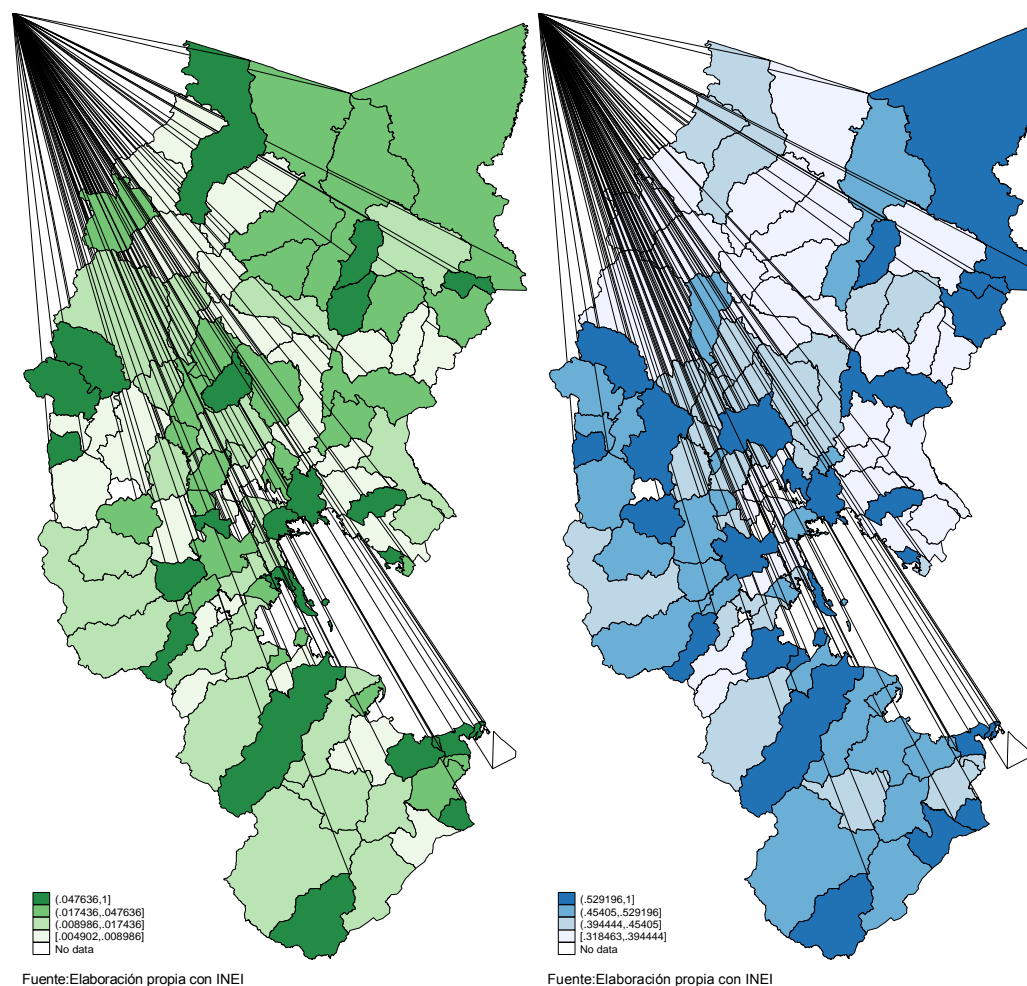 (.047636,1]
(.017436,.047636]
(.008986,.017436]
[.004902,.008986]
No data
Fuente:Elaboración propia con INEI
(.529196,1]
(.45405,.529196]
(.394444,.45405]
[.318463,.394444]
No data
Fuente:Elaboración propia con INEI